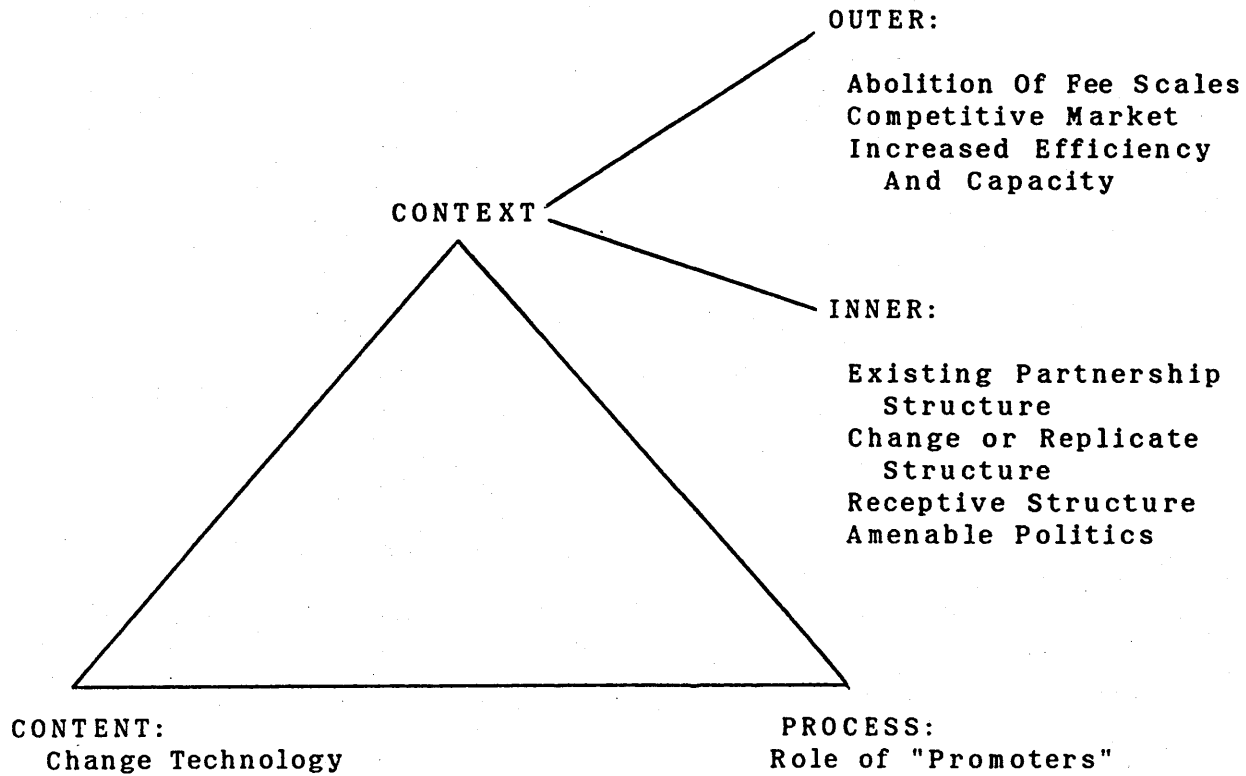 OUTER:
Abolition Of Fee Scales
Competitive Market
Increased Efficiency
And Capacity
CONTEXT
INNER:
Existing Partnership
Structure
Change or Replicate
Structure
Receptive Structure
Amenable Politics
CONTENT:
Change Technology
PROCESS:
Role of "Promoters"